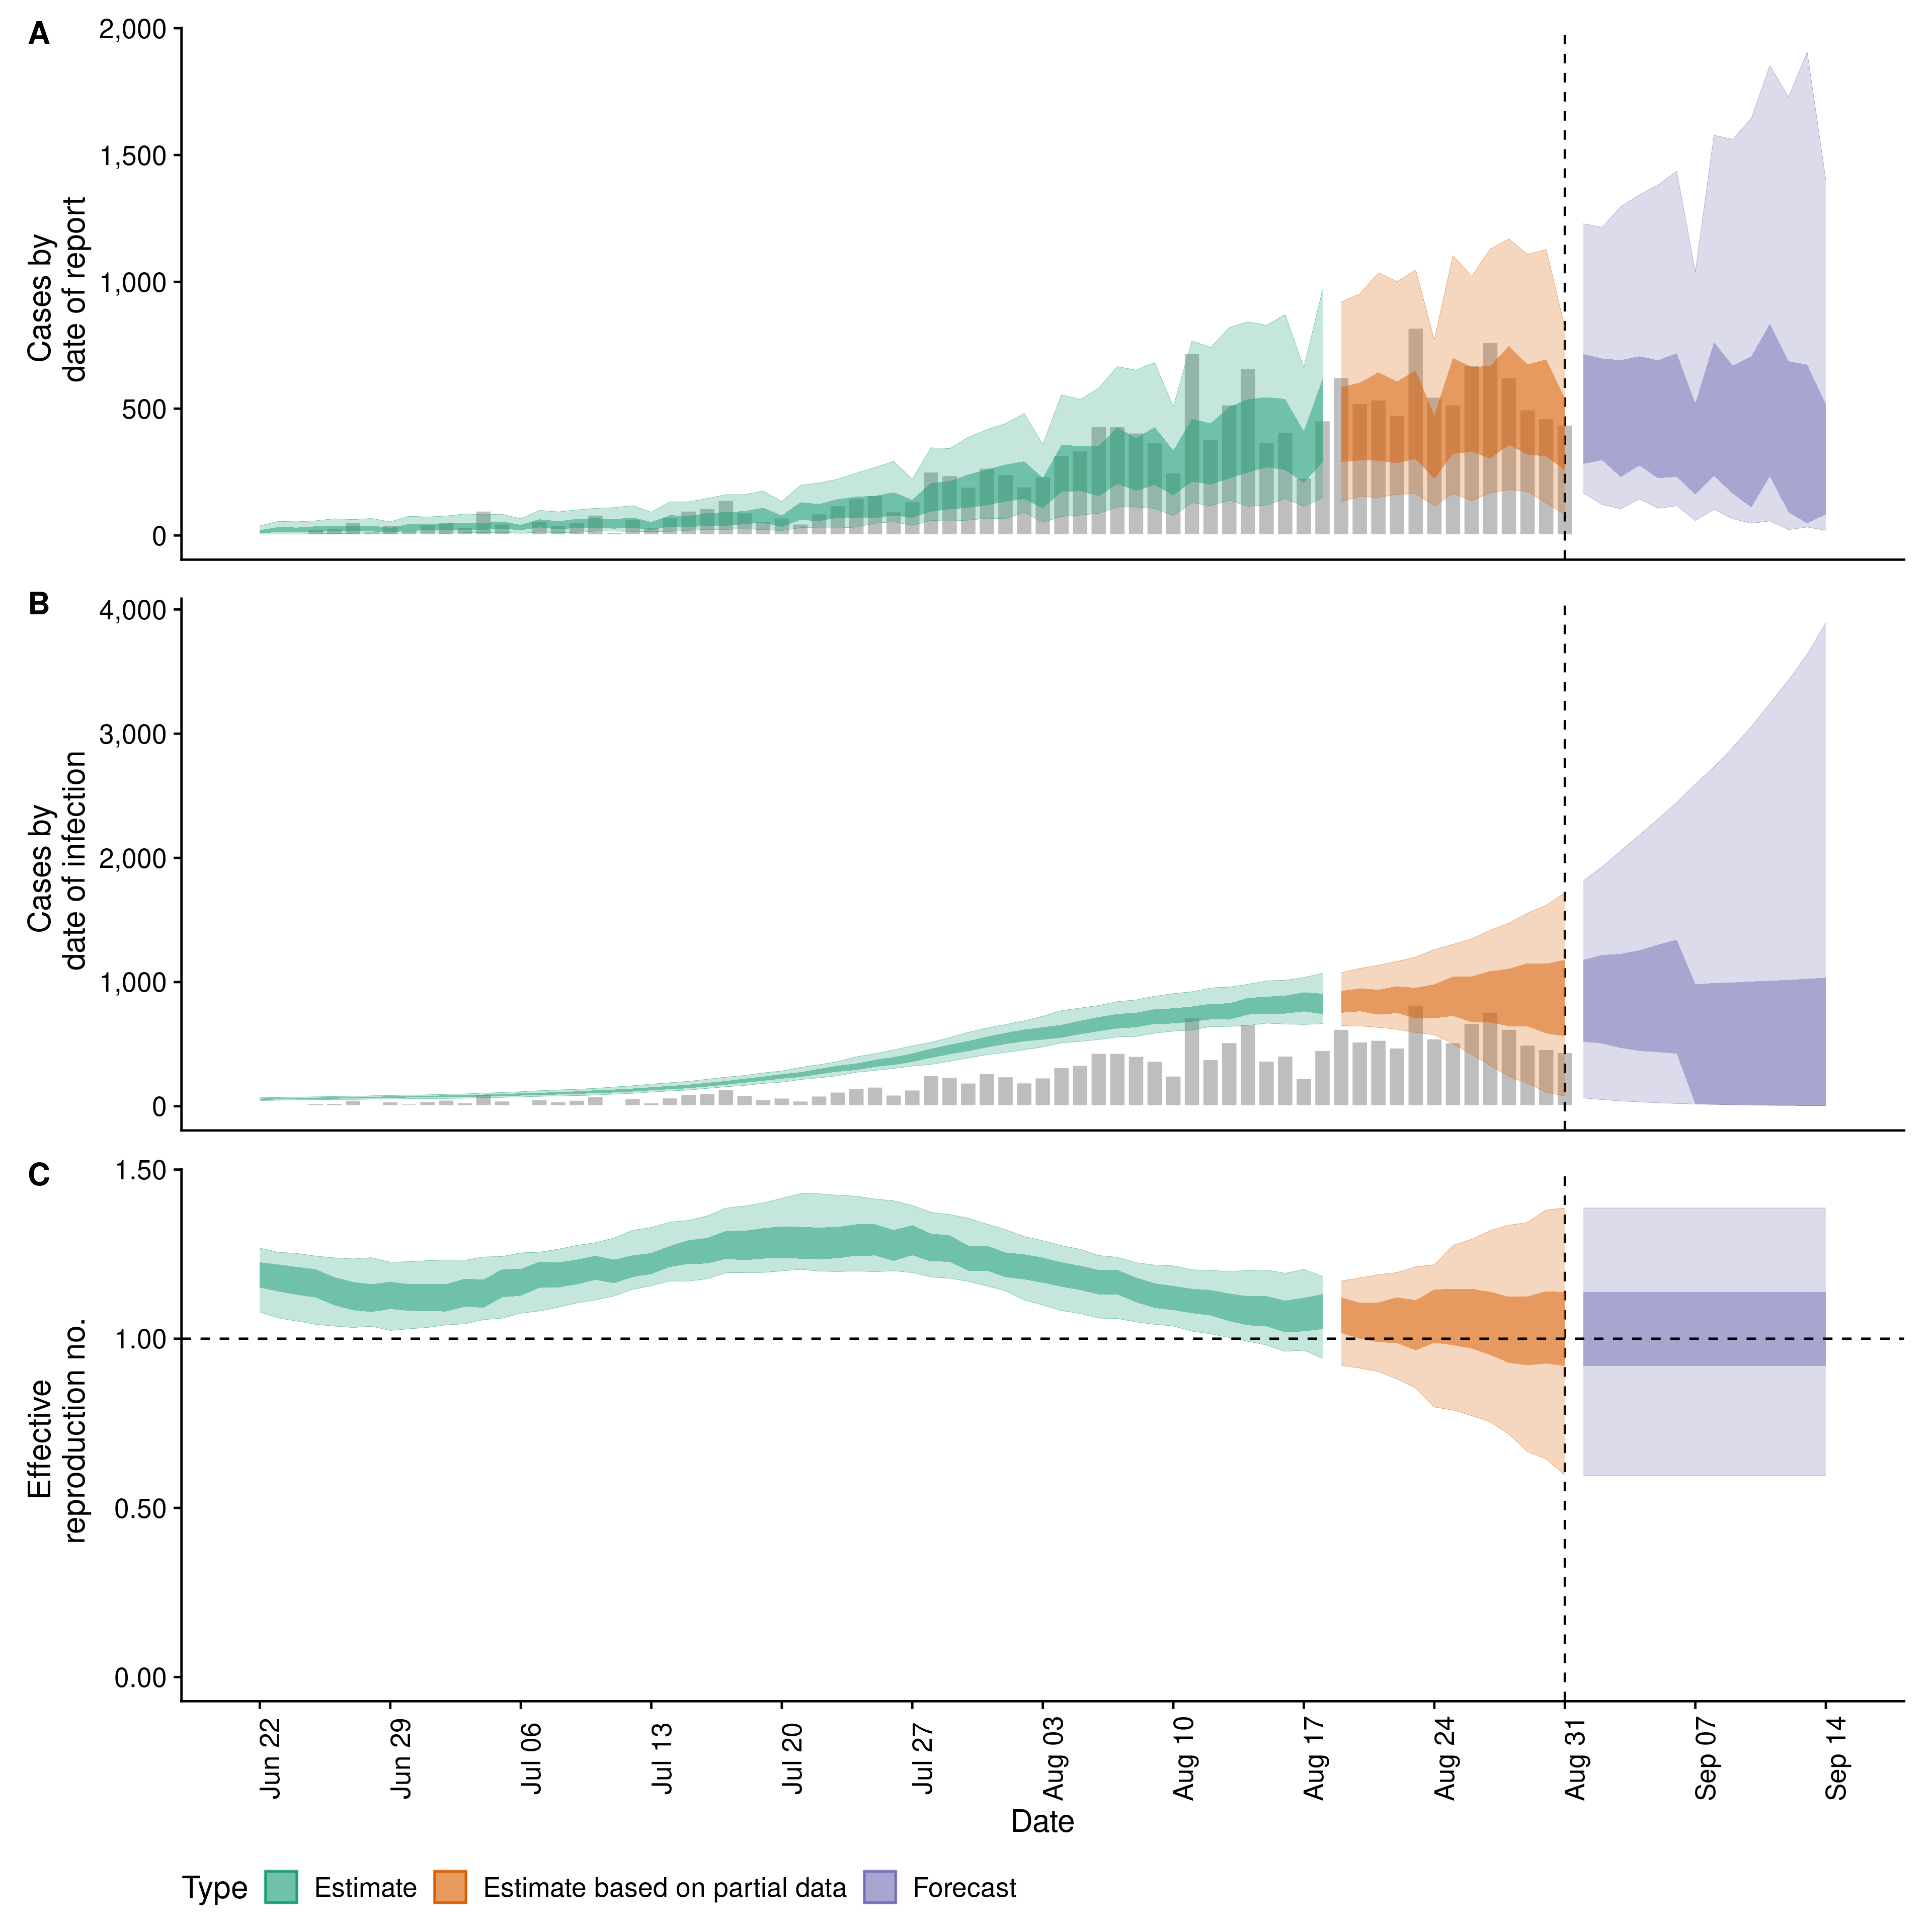 A
2,000
1,500
1,000
500
0
Cases by
date of report
B
4,000
3,000
2,000
1,000
0
Cases by
date of infection
C
1.50
1.00
0.50
0.00
Effective
reproduction no.
Jun 22
Jun 29
Jul 06
Jul 13
Jul 20
Jul 27
Aug 03
Aug 10
Aug 17
Aug 24
Aug 31
Sep 07
Sep 14
Date
Type Estimate Estimate based on partial data Forecast